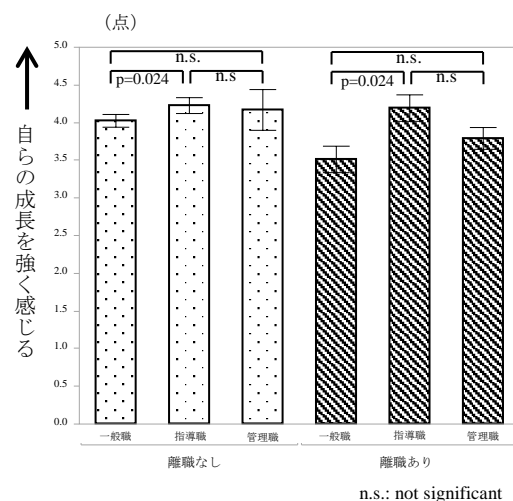 （点）
自らの成長を強く感じる
5.0
4.5
4.0
3.5
3.0
2.5
2.0
1.5
1.0
0.5
0.0
n.s.
p=0.024
n.s
n.s.
p=0.024
n.s
一般職 指導職 管理職 一般職 指導職 管理職
離職なし 離職あり
n.s.: not significant